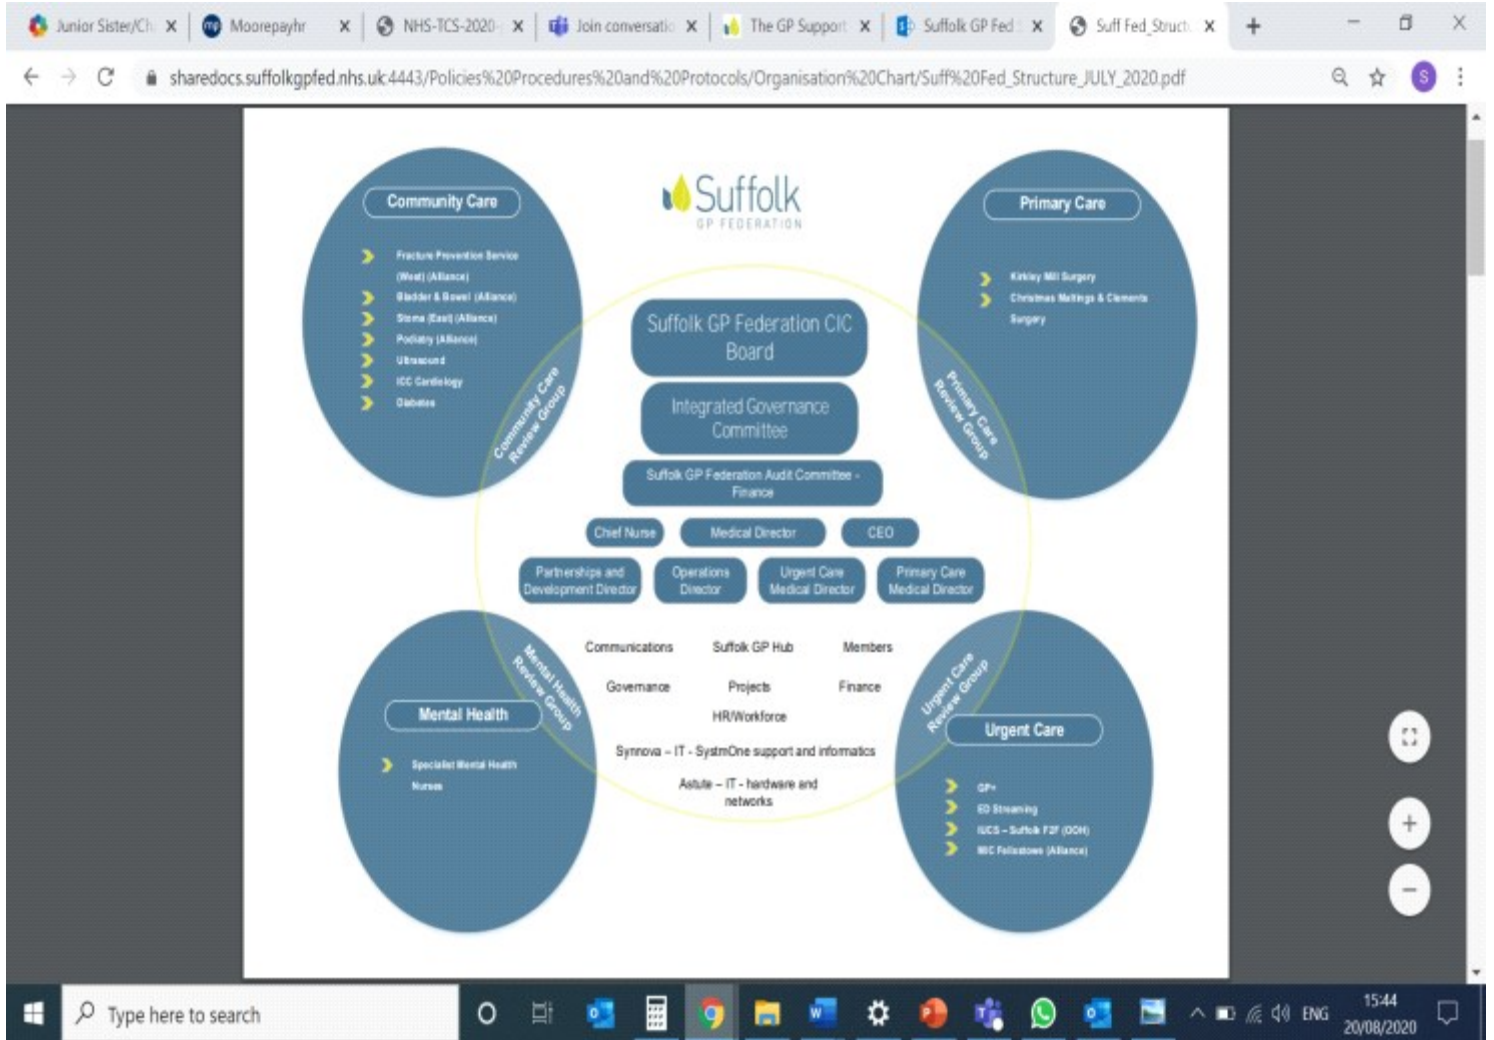 Junior Sister/Ch
Moorepayhr
NHS-TCS-2020-
Join conversatio
The GP Support
Suffolk GP Fed
Suff Fed_Struct
sharedocs.suffolkgpfed.nhs.uk:4443/Policies%20Procedures%20and%20Protocols/Organisation%20Chart/Suff%20Fed_Structure_JULY_2020.pdf
S
Suffolk
GP FEDERATION
Community Care
Fracture Prevention Service
(West) (Alliance)
Bladder & Bowel (Alliance)
Stoma (East) (Alliance)
Podiatry (Alliance)
Ultrasound
ICC Cardiology
Diabetes
Community Care
Review Group
Primary Care
Kirkley Mill Surgery
Christmas Maltings & Clements
Surgery
Primary Care
Review Group
Suffolk GP Federation CIC
Board
Integrated Governance
Committee
Suffolk GP Federation Audit Committee -
Finance
Chief Nurse
Medical Director
CEO
Partnerships and
Development Director
Operations
Director
Urgent Care
Medical Director
Primary Care
Medical Director
Communications
Suffolk GP Hub
Members
Governance
Projects
Finance
HR/Workforce
Synnova – IT - SystmOne support and informatics
Astute – IT - hardware and
networks
Mental Health
Review Group
Mental Health
Specialist Mental Health
Nurses
Urgent Care
Review Group
Urgent Care
GP+
ED Streaming
IUCS – Suffolk F2F (OOH)
MIC Felixstowe (Alliance)
Type here to search
ENG
15:44
20/08/2020